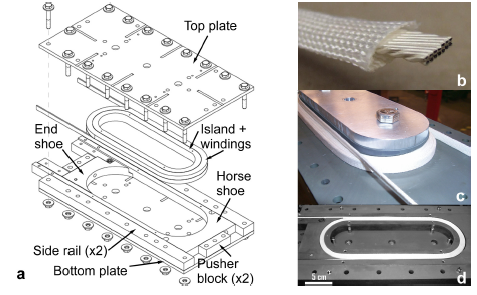 a
Top plate
b
Island +
windings
End
shoe
Horse
shoe
c
Side rail (x2)
Bottom plate
Pusher
block (x2)
5 cm
d